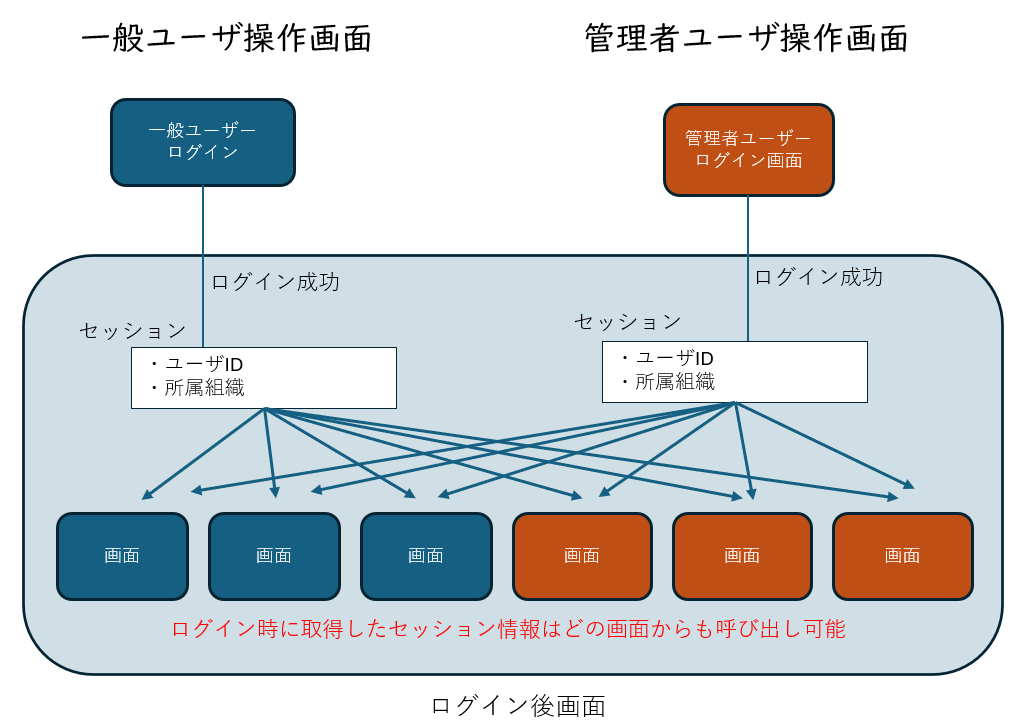 一般ユーザ操作画面
管理者ユーザ操作画面
一般ユーザー
ログイン
管理者ユーザー
ログイン画面
ログイン成功
ログイン成功
セッション
セッション
・ユーザID
・所属組織
・ユーザID
・所属組織
画面
画面
画面
画面
画面
画面
ログイン時に取得したセッション情報はどの画面からも呼び出し可能
ログイン後画面